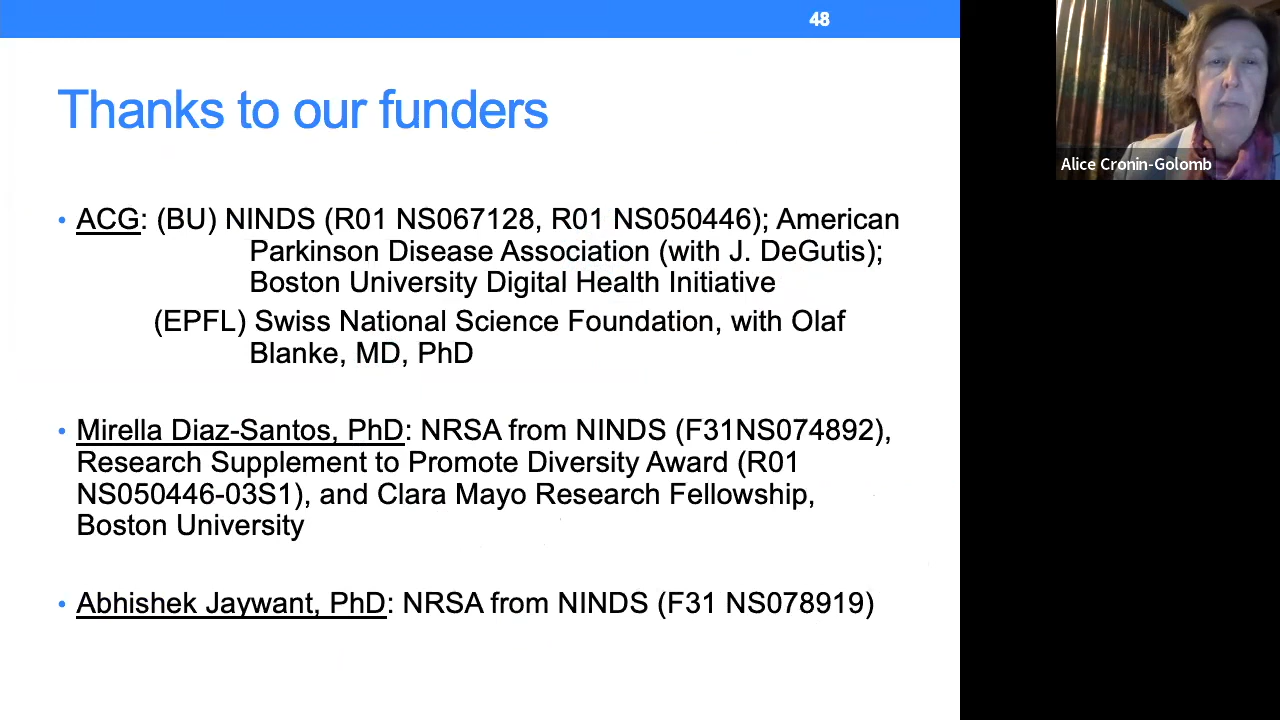 48
Thanks to our funders
Alice Cronin-Golomb
• ACG: (BU) NINDS (R01 NS067128, R01 NS050446); American
Parkinson Disease Association (with J. DeGutis);
Boston University Digital Health Initiative
(EPFL) Swiss National Science Foundation, with Olaf
Blanke, MD, PhD
• Mirella Diaz-Santos, PhD: NRSA from NINDS (F31NS074892),
Research Supplement to Promote Diversity Award (R01
NS050446-03S1), and Clara Mayo Research Fellowship,
Boston University
• Abhishek Jaywant, PhD: NRSA from NINDS (F31 NS078919)